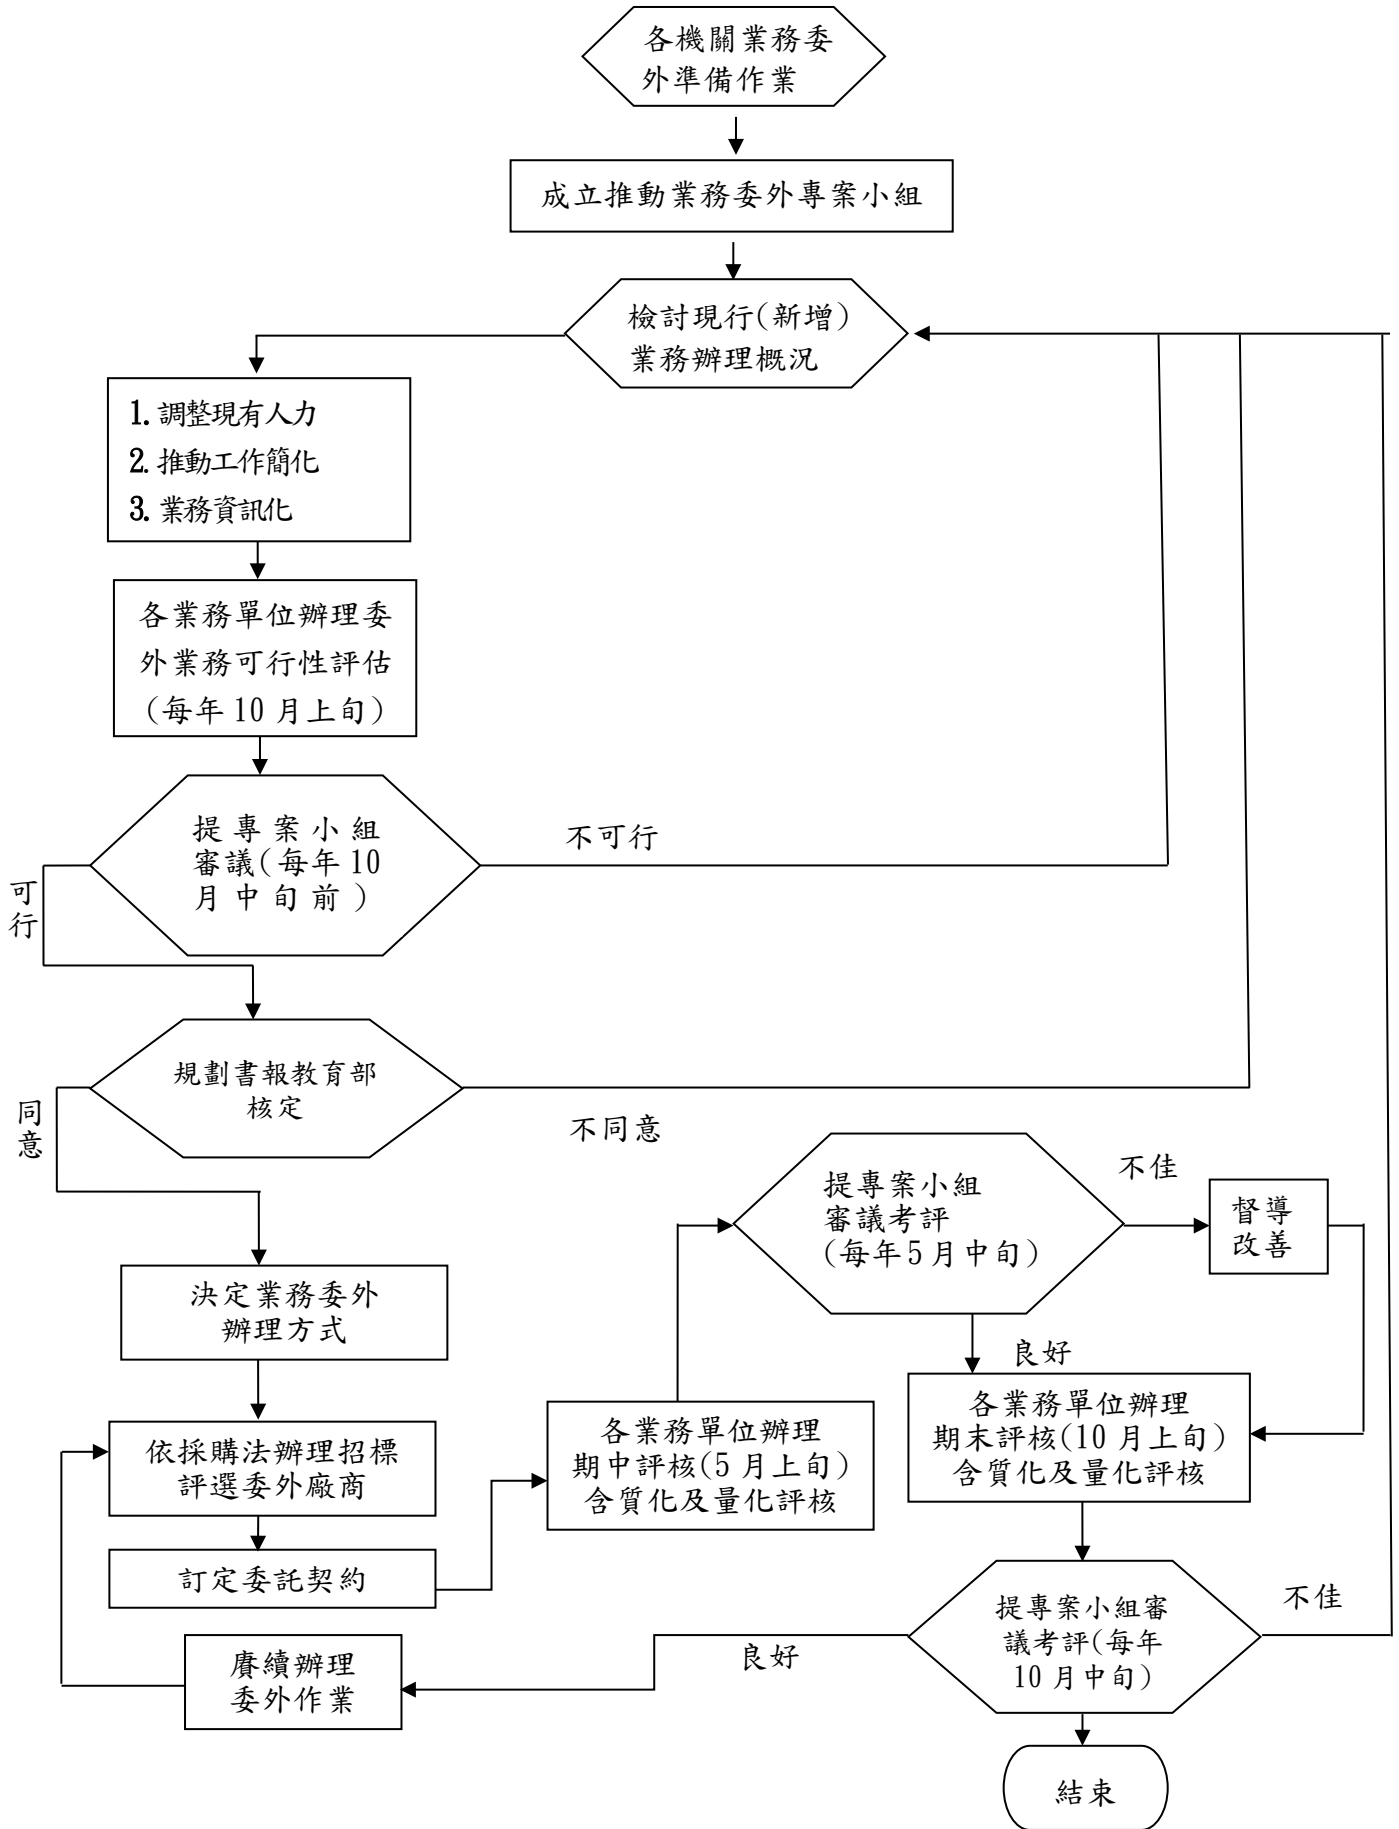 各機關業務委
外準備作業
成立推動業務委外專案小組
檢討現行(新增)
業務辦理概況
1. 調整現有人力
2. 推動工作簡化
3. 業務資訊化
各業務單位辦理委
外業務可行性評估
(每年 10 月上旬)
提專案小組
審議(每年 10
月中旬前)
不可行
可
行
規劃書報教育部
核定
同
意
不同意
提專案小組
審議考評
(每年 5 月中旬)
不佳
督導
改善
決定業務委外
辦理方式
良好
依採購法辦理招標
評選委外廠商
各業務單位辦理
期中評核(5 月上旬)
含質化及量化評核
各業務單位辦理
期末評核(10 月上旬)
含質化及量化評核
訂定委託契約
提專案小組審
議考評(每年
10 月中旬)
不佳
良好
賡續辦理
委外作業
結束